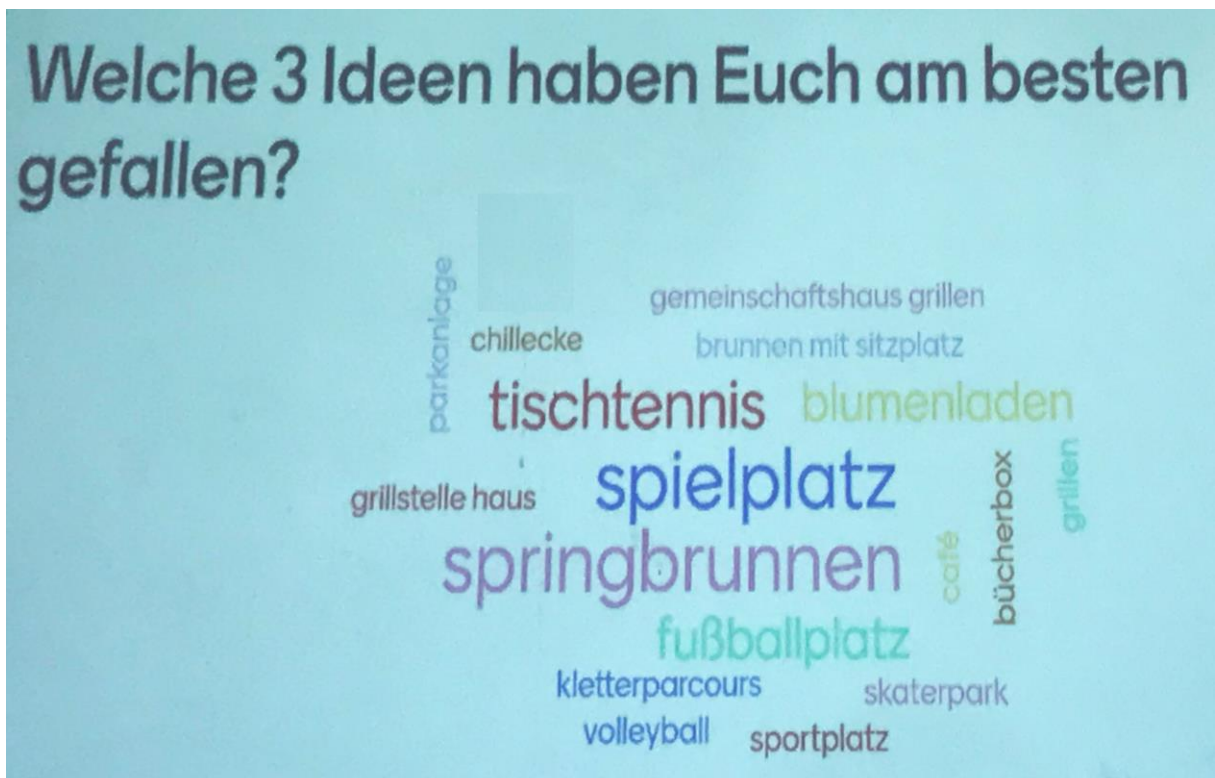 Welche 3 Ideen haben Euch am besten
gefallen?
parkanlage
gemeinschaftshaus grillen
chillecke
brunnen mit sitzplatz
tischtennis
blumenladen
spielplatz
grillstelle haus
bücherbox
grillen
springbrunnen
café
fußballplatz
kletterparcours
skaterpark
volleyball
sportplatz